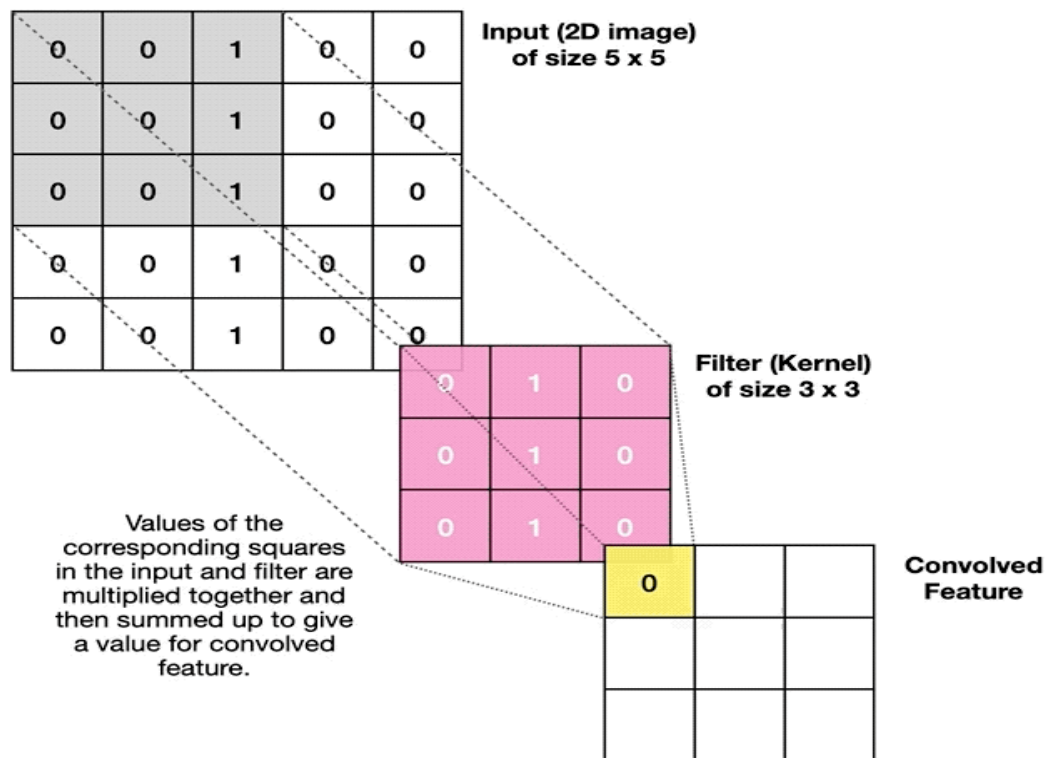 0 0 1 0 0
Input (2D image)
of size 5 x 5
0 0 1 0 0
0 0 1 0 0
0 0 1 0 0
0 0 1 0 0
Filter (Kernel)
of size 3 x 3
0 1 0
0 1 0
0 1 0
Values of the
corresponding squares
in the input and filter are
multiplied together and
then summed up to give
a value for convolved
feature.
0
Convolved
Feature